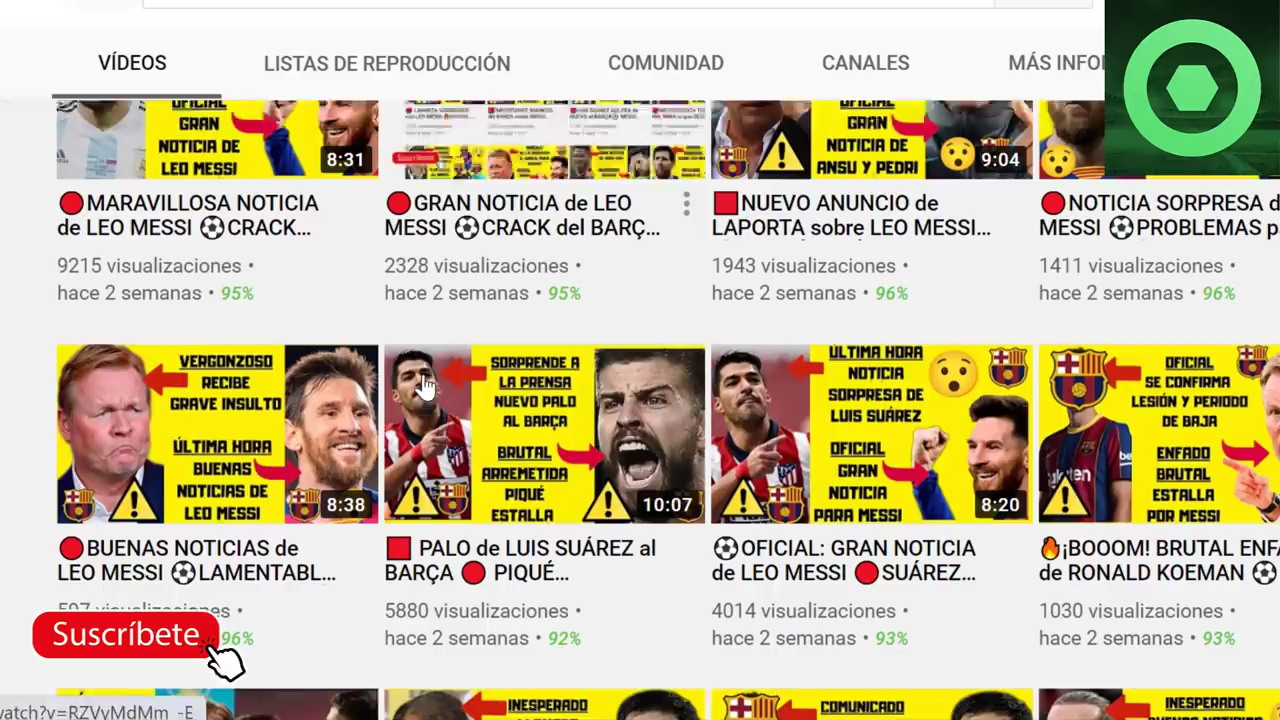 VÍDEOS
LISTAS DE REPRODUCCIÓN
COMUNIDAD
CANALES
MÁS INFO
OFICIAL
GRAN
NOTICIA DE
LEO MESSI
8:31
OFICIAL
GRAN
NOTICIA DE
ANSU Y PEDRI
9:04
🔴MARAVILLOSA NOTICIA
de LEO MESSI ⚽CRACK...
9215 visualizaciones •
hace 2 semanas • 95%
🔴GRAN NOTICIA de LEO
MESSI ⚽CRACK del BARÇ...
2328 visualizaciones •
hace 2 semanas • 95%
🟥NUEVO ANUNCIO de
LAPORTA sobre LEO MESSI...
1943 visualizaciones •
hace 2 semanas • 96%
🔴NOTICIA SORPRESA d
MESSI ⚽PROBLEMAS p
1411 visualizaciones •
hace 2 semanas • 96%
VERGONZOSO
RECIBE
GRAVE INSULTO
ÚLTIMA HORA
BUENAS
NOTICIAS DE
LEO MESSI
8:38
SORPRENDE A
LA PRENSA
NUEVO PALO
AL BARÇA
BRUTAL
ARREMETIDA
PIQUÉ
ESTALLA
10:07
ÚLTIMA HORA
NOTICIA
SORPRESA DE
LUIS SUÁREZ
OFICIAL
GRAN
NOTICIA
PARA MESSI
8:20
OFICIAL
SE CONFIRMA
LESIÓN Y PERIODO
DE BAJA
ENFADO
BRUTAL
ESTALLA
POR MESSI
🔴BUENAS NOTICIAS de
LEO MESSI ⚽LAMENTABL...
597 visualizaciones •
96%
🟥 PALO de LUIS SUÁREZ al
BARÇA 🔴 PIQUÉ...
5880 visualizaciones •
hace 2 semanas • 92%
⚽OFICIAL: GRAN NOTICIA
de LEO MESSI 🔴SUÁREZ...
4014 visualizaciones •
hace 2 semanas • 93%
🔥¡BOOOM! BRUTAL ENFA
de RONALD KOEMAN ⚽
1030 visualizaciones •
hace 2 semanas • 93%
Suscríbete
watch?v=RZVyMdMm_-E
INESPERADO
COMUNICADO
INESPERADO